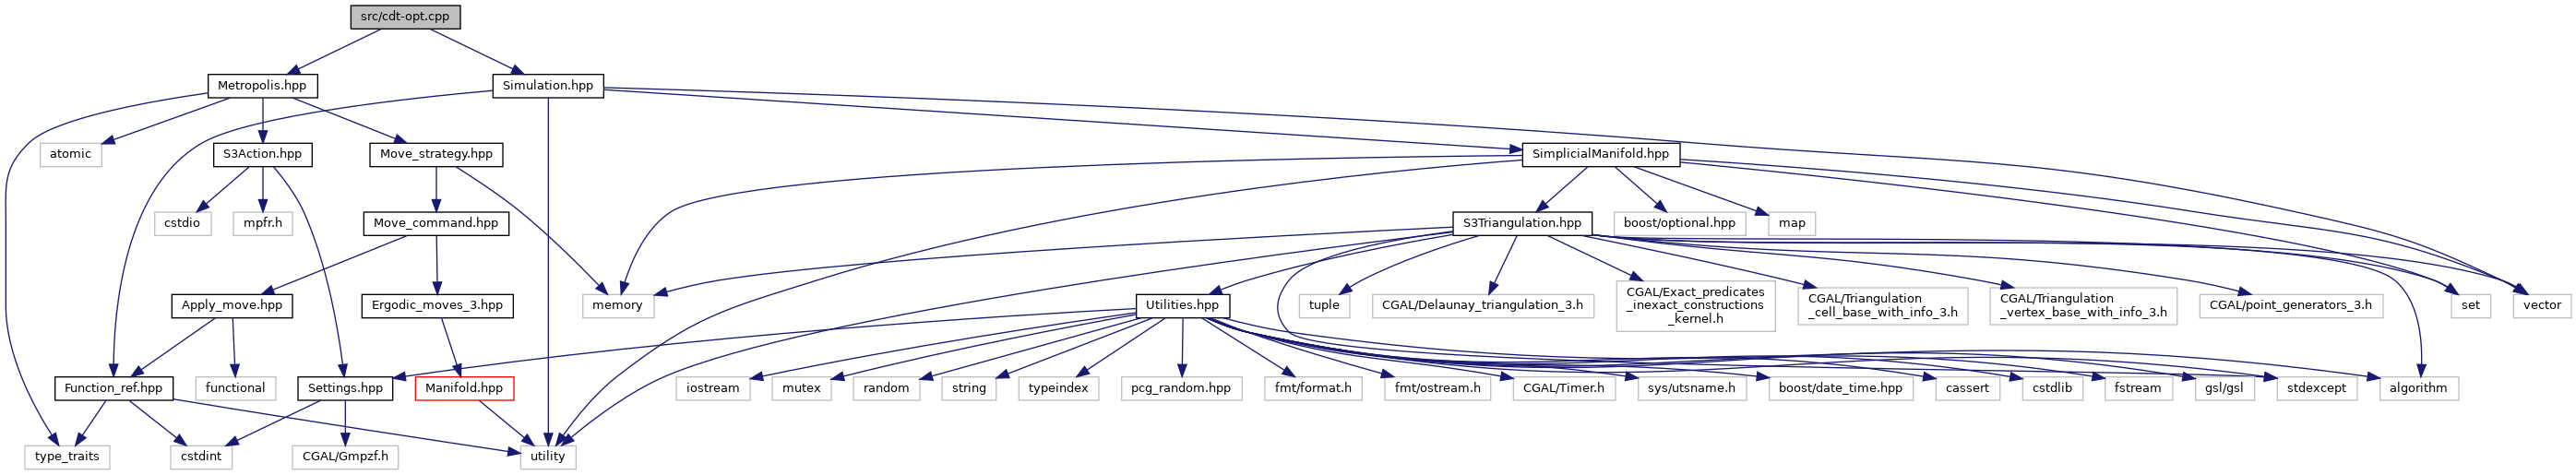 src/cdt-opt.cpp
Metropolis.hpp
Simulation.hpp
atomic
S3Action.hpp
Move_strategy.hpp
SimplicialManifold.hpp
cstdio
mpfr.h
Move_command.hpp
S3Triangulation.hpp
boost/optional.hpp
map
Apply_move.hpp
Ergodic_moves_3.hpp
memory
Utilities.hpp
tuple
CGAL/Delaunay_triangulation_3.h
CGAL/Exact_predicates
_inexact_constructions
_kernel.h
CGAL/Triangulation
_cell_base_with_info_3.h
CGAL/Triangulation
_vertex_base_with_info_3.h
CGAL/point_generators_3.h
set
vector
Function_ref.hpp
functional
Settings.hpp
Manifold.hpp
iostream
mutex
random
string
typeindex
pcg_random.hpp
fmt/format.h
fmt/ostream.h
CGAL/Timer.h
sys/utsname.h
boost/date_time.hpp
cassert
cstdlib
fstream
gsl/gsl
stdexcept
algorithm
type_traits
cstdint
CGAL/Gmpzf.h
utility